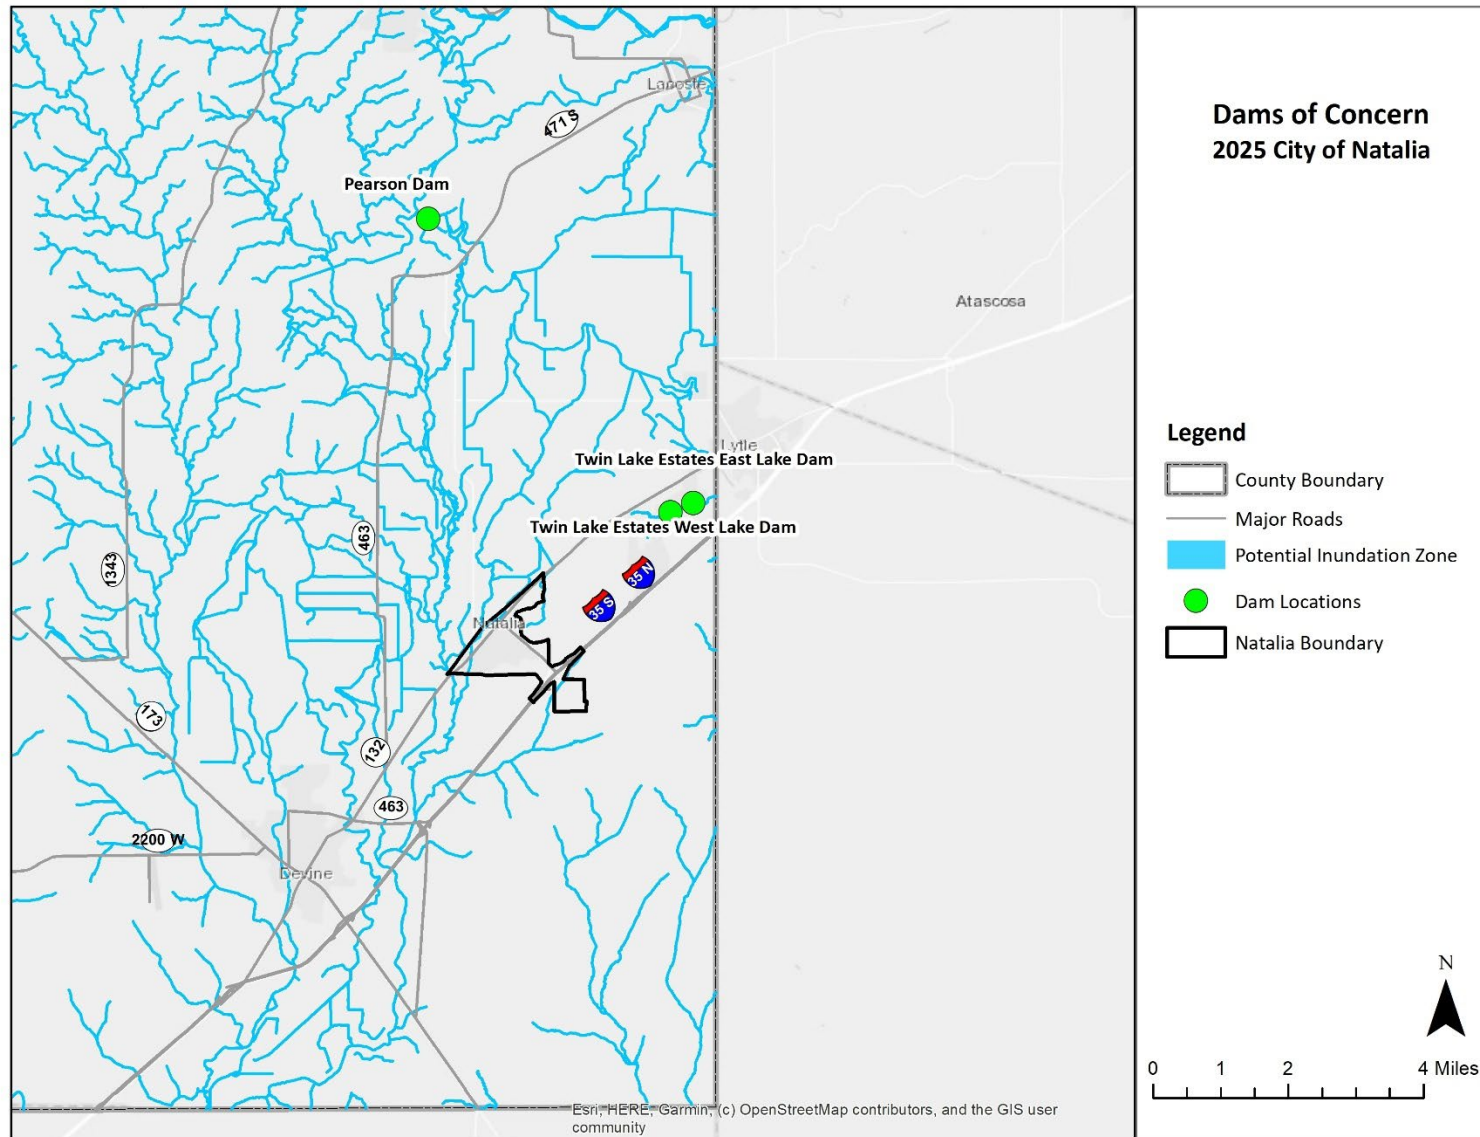 Dams of Concern
2025 City of Natalia
Lacoste
471 S
Pearson Dam
Atascosa
Lytle
Twin Lake Estates East Lake Dam
Twin Lake Estates West Lake Dam
463
1343
35 N
35 S
Natalia
173
132
463
2200 W
Devine
Legend
County Boundary
Major Roads
Potential Inundation Zone
Dam Locations
Natalia Boundary
N
0 1 2 4 Miles
Esri, HERE, Garmin, (c) OpenStreetMap contributors, and the GIS user
community